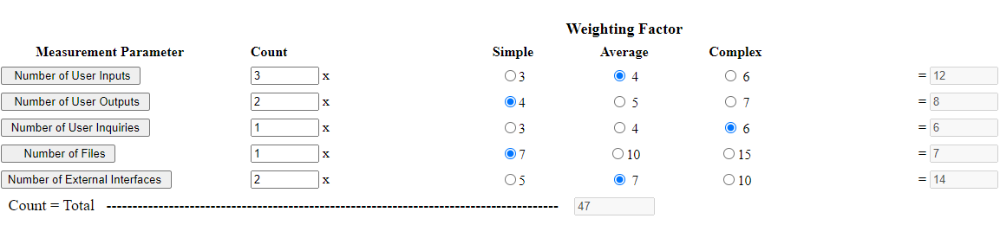 Weighting Factor
Measurement Parameter Count Simple Average Complex
Number of User Inputs 3 x 3 4 6 = 12
Number of User Outputs 2 x 4 5 7 = 8
Number of User Inquiries 1 x 3 4 6 = 6
Number of Files 1 x 7 10 15 = 7
Number of External Interfaces 2 x 5 7 10 = 14
Count = Total --------------------------------------------------------------------------------------- 47